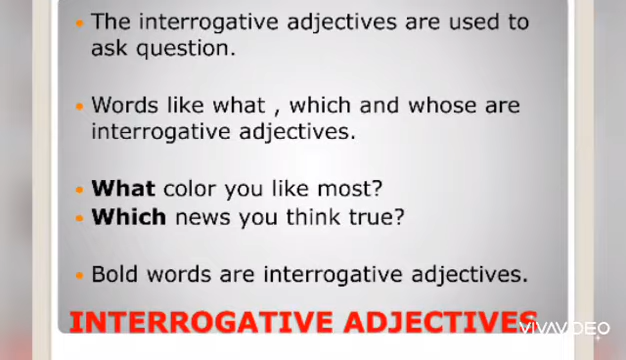 • The interrogative adjectives are used to
ask question.
• Words like what , which and whose are
interrogative adjectives.
• What color you like most?
• Which news you think true?
• Bold words are interrogative adjectives.
INTERROGATIVE ADJECTIVES
VIVAVIDEO